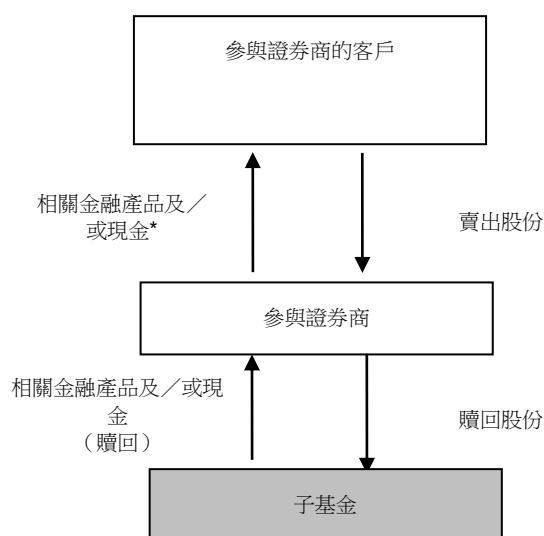 參與證券商的客戶
相關金融產品及／
或現金*
賣出股份
參與證券商
相關金融產品及／或現
金
（贖回）
贖回股份
子基金